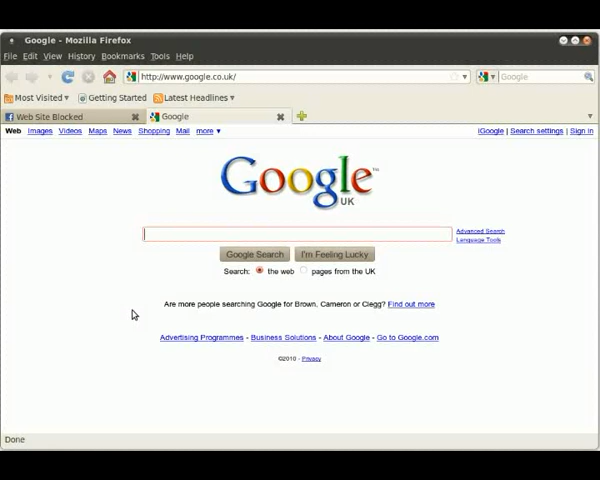 Google - Mozilla Firefox
File Edit View History Bookmarks Tools Help
http://www.google.co.uk/ Google
Most Visited Getting Started Latest Headlines
Web Site Blocked Google
Web Images Videos Maps News Shopping Mail more iGoogle | Search settings | Sign in
Google™
UK
Advanced Search
Language Tools
Google Search I'm Feeling Lucky
Search: the web pages from the UK
Are more people searching Google for Brown, Cameron or Clegg? Find out more
Advertising Programmes - Business Solutions - About Google - Go to Google.com
©2010 - Privacy
Done